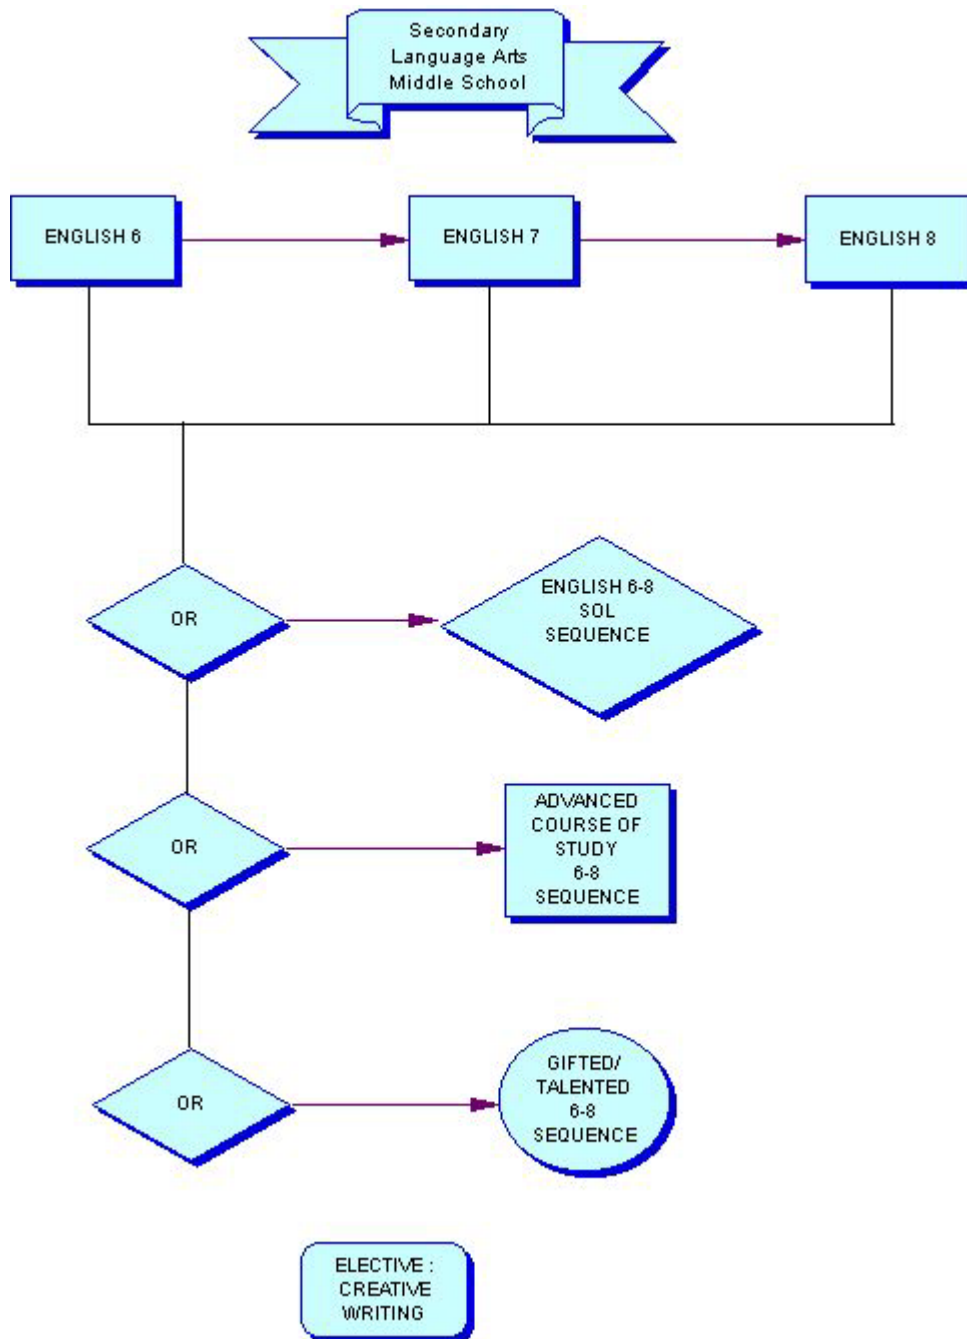 Secondary
Language Arts
Middle School
ENGLISH 6
ENGLISH 7
ENGLISH 8
OR
ENGLISH 6-8
SOL
SEQUENCE
OR
ADVANCED
COURSE OF
STUDY
6-8
SEQUENCE
OR
GIFTED/
TALENTED
6-8
SEQUENCE
ELECTIVE :
CREATIVE
WRITING